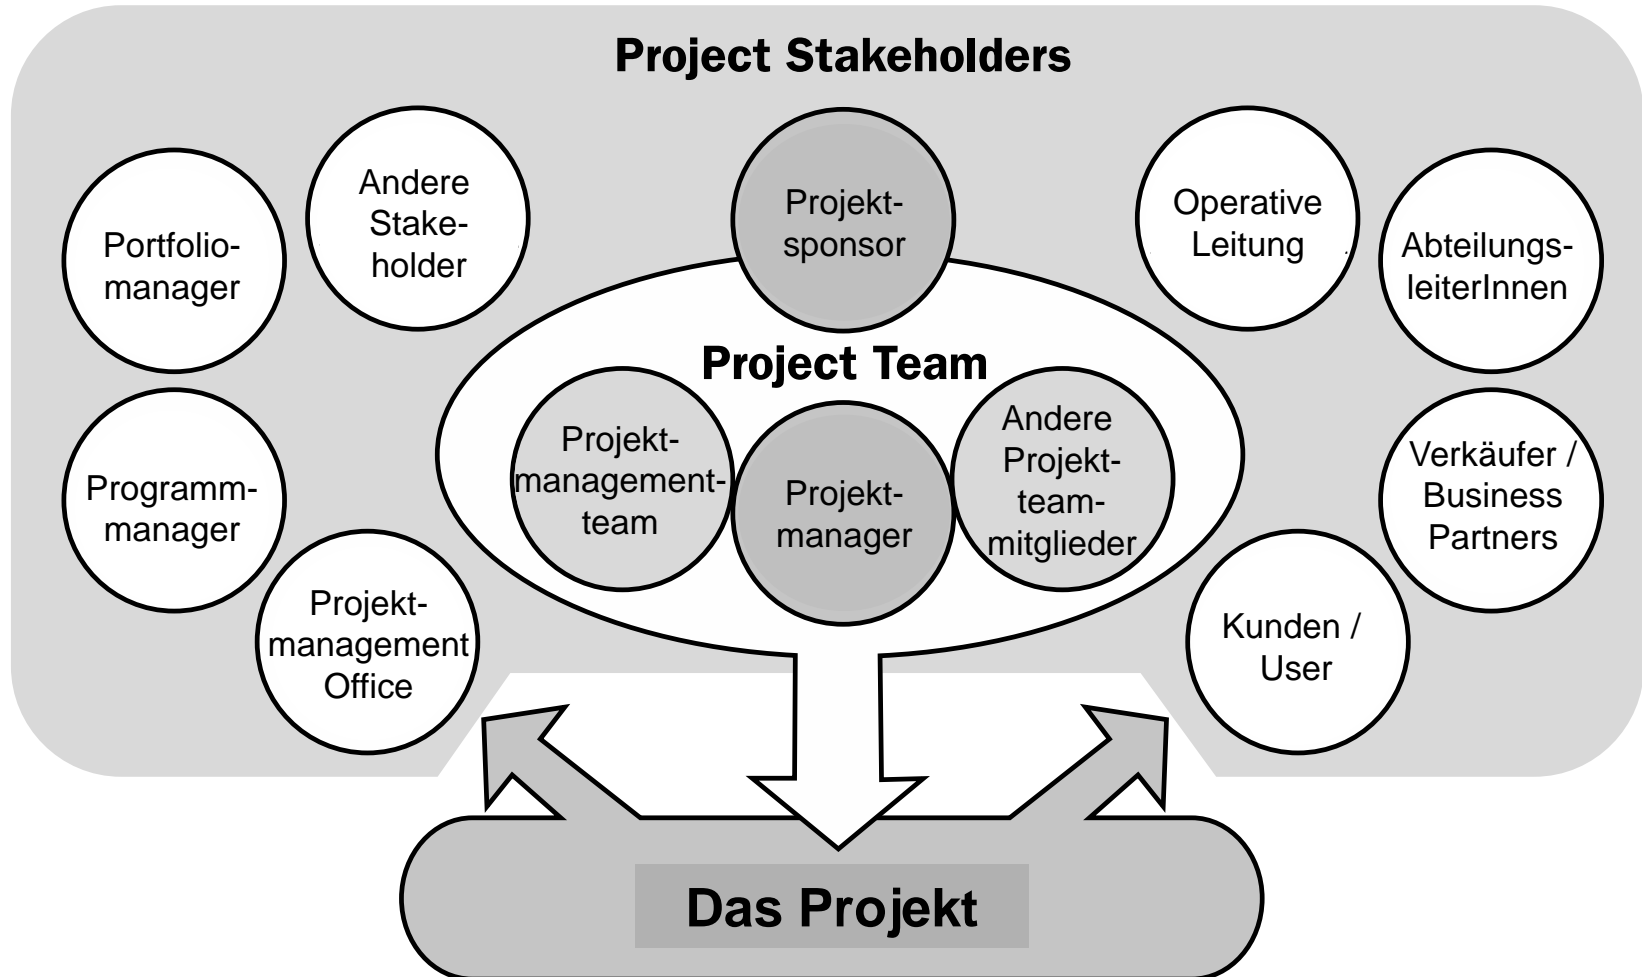 Project Stakeholders
Portfolio-
manager
Andere
Stake-
holder
Projekt-
sponsor
Operative
Leitung
Abteilungs-
leiterInnen
Project Team
Programm-
manager
Projekt-
management-
team
Projekt-
manager
Andere
Projekt-
team-
mitglieder
Verkäufer /
Business
Partners
Projekt-
management
Office
Kunden /
User
Das Projekt